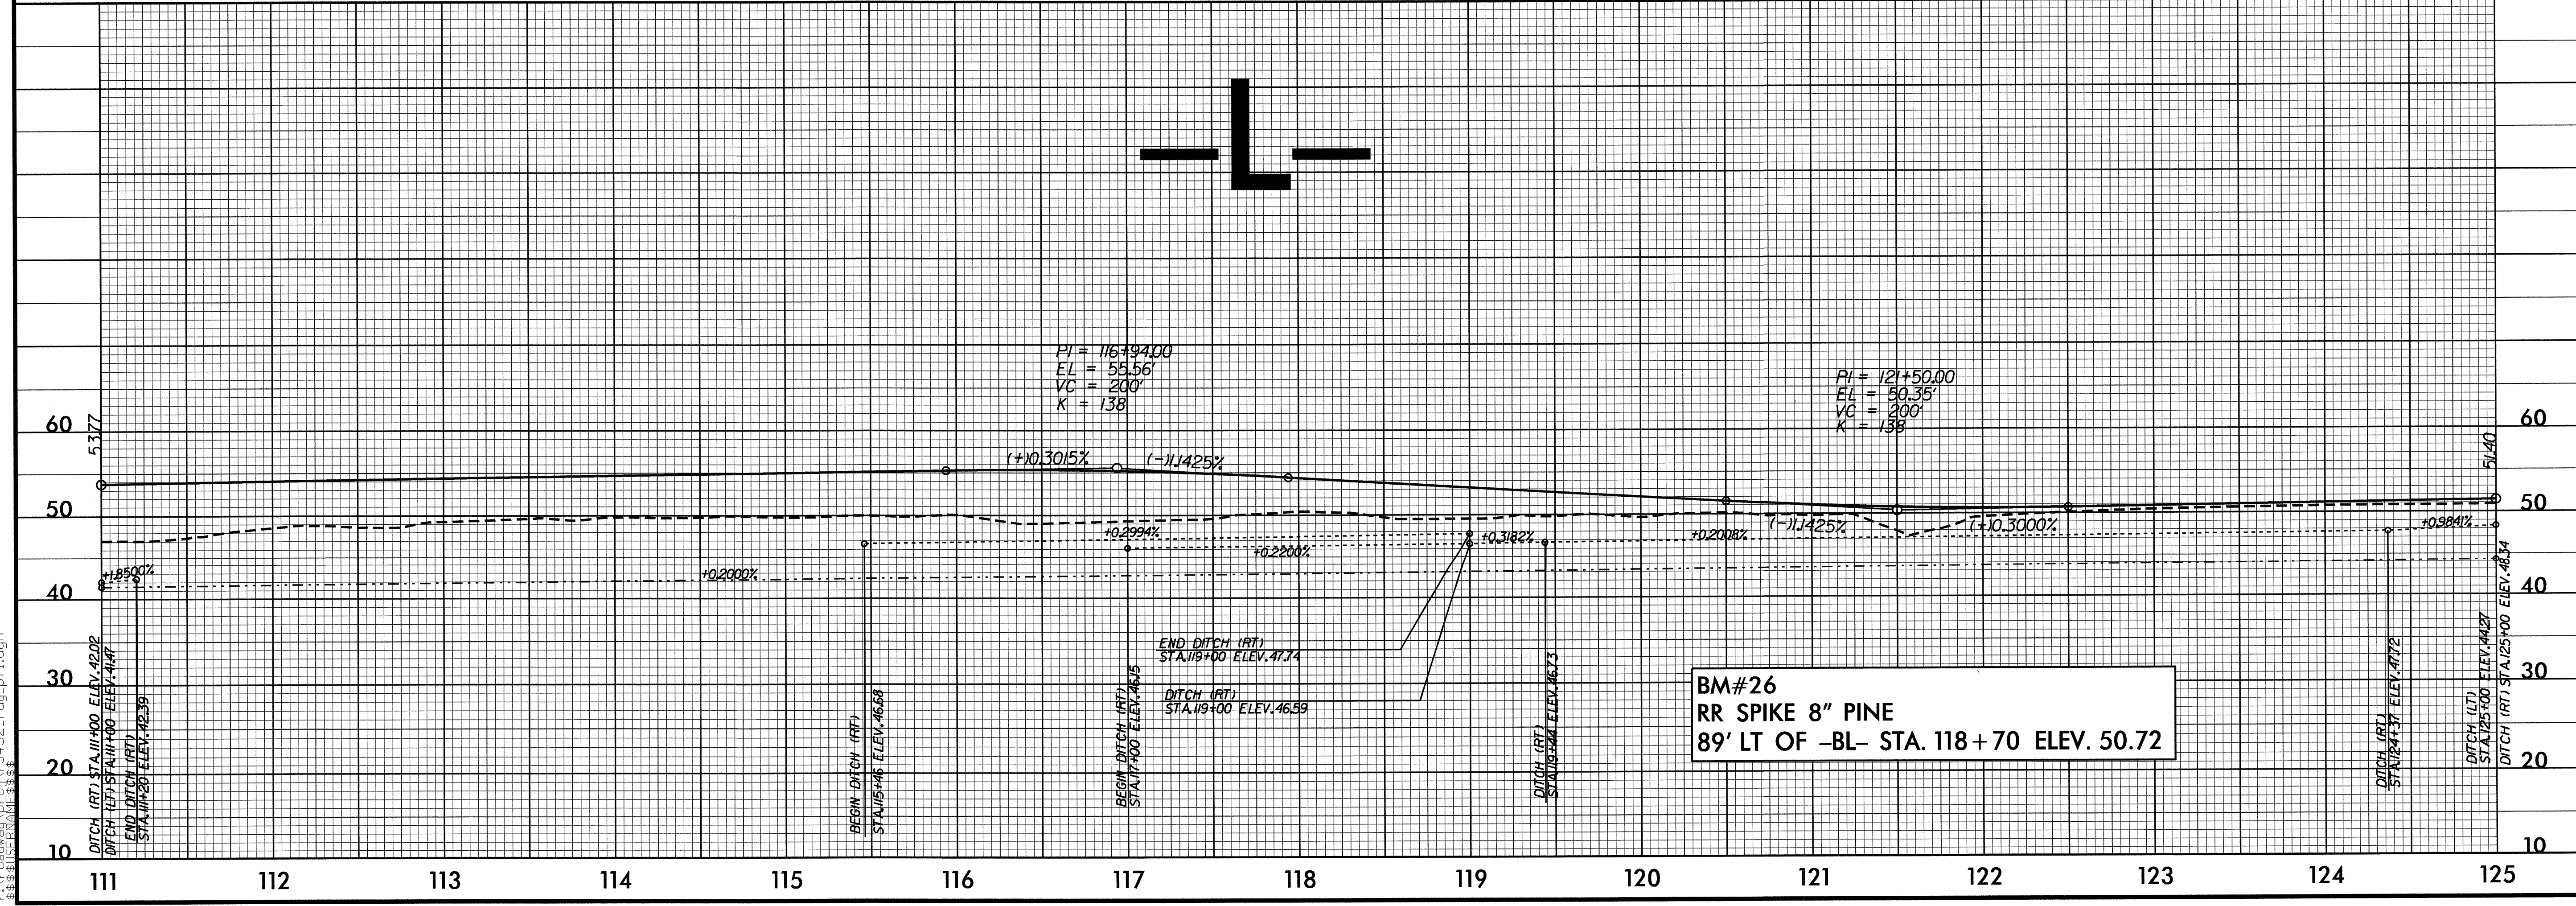 -L-
PI = 116+94.00
EL = 55.56'
VC = 200'
K = 138
PI = 121+50.00
EL = 50.35'
VC = 200'
K = 138
60
53.77
60
51.40
(+)0.3015%
(-)1.1425%
50
50
(-)1.1425%
(+)0.3000%
+0.2994%
+0.2200%
+0.3182%
+0.2008%
+0.9841%
+1.8500%
+0.2000%
40
40
30
30
20
20
10
10
DITCH (RT) STA.111+00 ELEV.42.02
DITCH (LT) STA.111+00 ELEV.41.47
END DITCH (RT)
STA.111+20 ELEV.42.39
BEGIN DITCH (RT)
STA.115+46 ELEV.46.68
BEGIN DITCH (RT)
STA.117+00 ELEV.46.15
END DITCH (RT)
STA.119+00 ELEV.47.74
DITCH (RT)
STA.119+00 ELEV.46.59
DITCH (RT)
STA.119+44 ELEV.46.73
BM#26
RR SPIKE 8" PINE
89' LT OF -BL- STA. 118+70 ELEV. 50.72
DITCH (RT)
STA.124+37 ELEV.47.72
DITCH (LT)
STA.125+00 ELEV.44.27
DITCH (RT) STA.125+00 ELEV.48.34
111 112 113 114 115 116 117 118 119 120 121 122 123 124 125
$$$$$USERNAME$$$$$